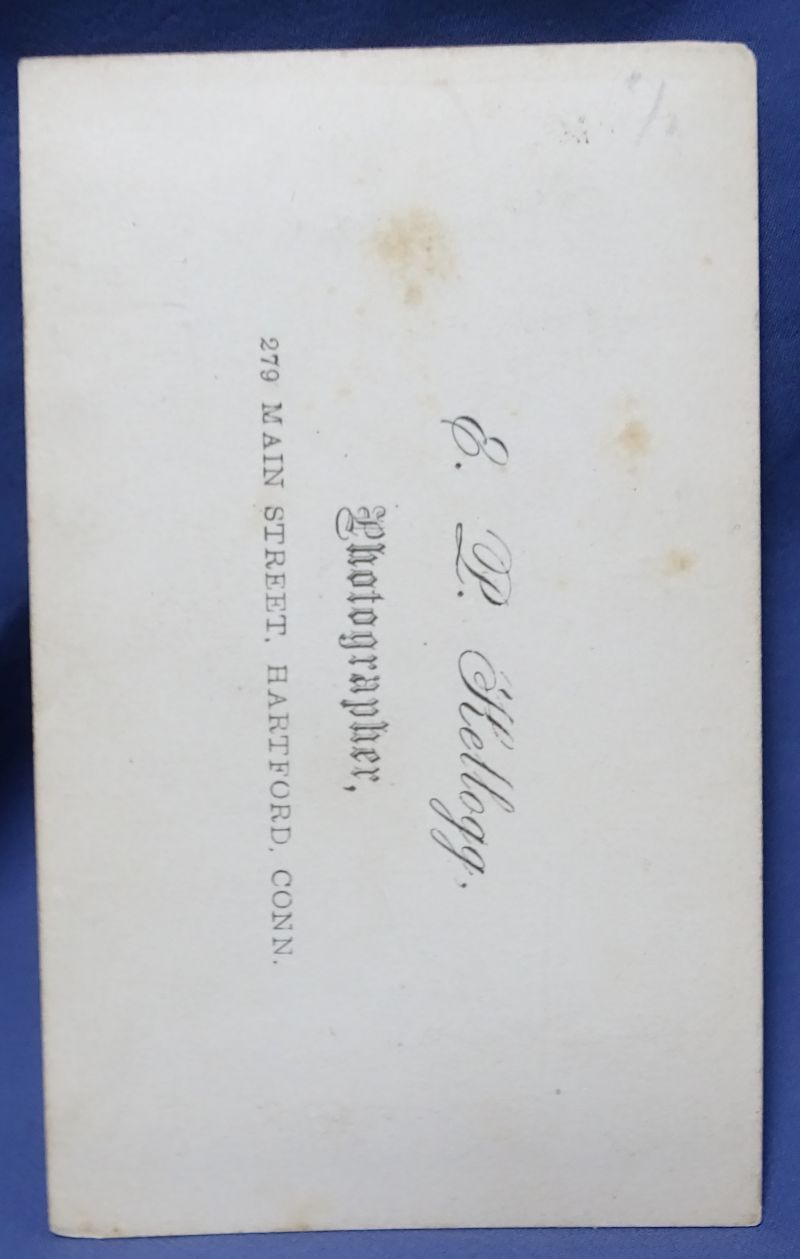 E. P. Kellogg,
Photographer,
279 MAIN STREET, HARTFORD, CONN.